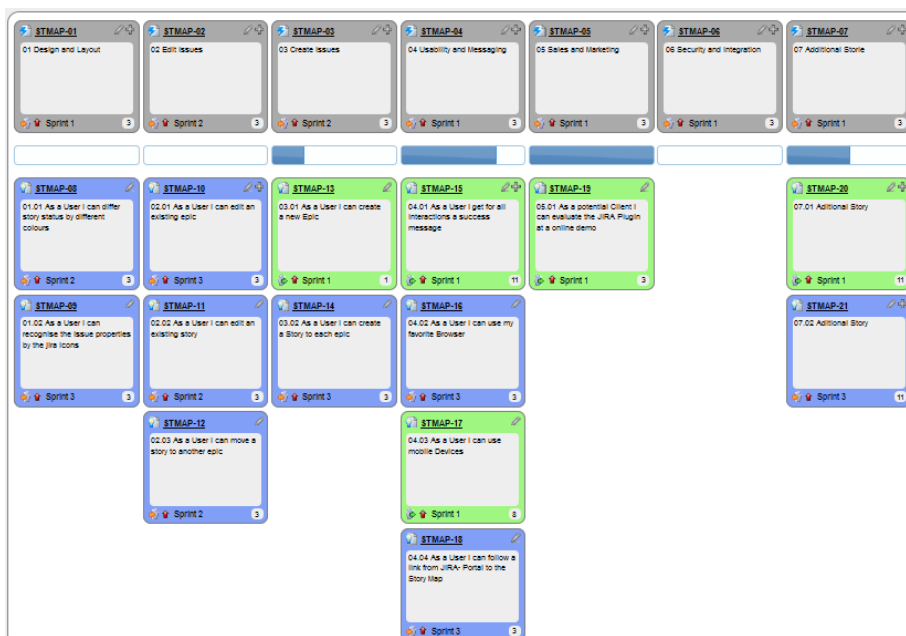 STMAP-01
01 Design and Layout
Sprint 1 3
STMAP-02
02 Edit Issues
Sprint 2 3
STMAP-03
03 Create Issues
Sprint 2 3
STMAP-04
04 Usability and Messaging
Sprint 1 3
STMAP-05
05 Sales and Marketing
Sprint 1 3
STMAP-06
06 Security and Integration
Sprint 1 3
STMAP-07
07 Additional Storie
Sprint 1 3
STMAP-08
01.01 As a User I can differ
story status by different
colours
Sprint 2 3
STMAP-10
02.01 As a User I can edit an
existing epic
Sprint 3 3
STMAP-13
03.01 As a User I can create
a new Epic
Sprint 1 1
STMAP-15
04.01 As a User I get for all
Interactions a success
message
Sprint 1 11
STMAP-19
05.01 As a potential Client I
can evaluate the JIRA Plugin
at a online demo
Sprint 1 3
STMAP-20
07.01 Aditional Story
Sprint 1 11
STMAP-09
01.02 As a User I can
recognise the Issue properties
by the Jira Icons
Sprint 3 3
STMAP-11
02.02 As a User I can edit an
existing story
Sprint 2 3
STMAP-14
03.02 As a User I can create
a Story to each epic
Sprint 3 3
STMAP-16
04.02 As a User I can use my
favorite Browser
Sprint 3 3
STMAP-21
07.02 Aditional Story
Sprint 3 11
STMAP-12
02.03 As a User I can move a
story to another epic
Sprint 2 3
STMAP-17
04.03 As a User I can use
mobile Devices
Sprint 1 8
STMAP-18
04.04 As a User I can follow a
link from JIRA- Portal to the
Story Map
Sprint 3 3